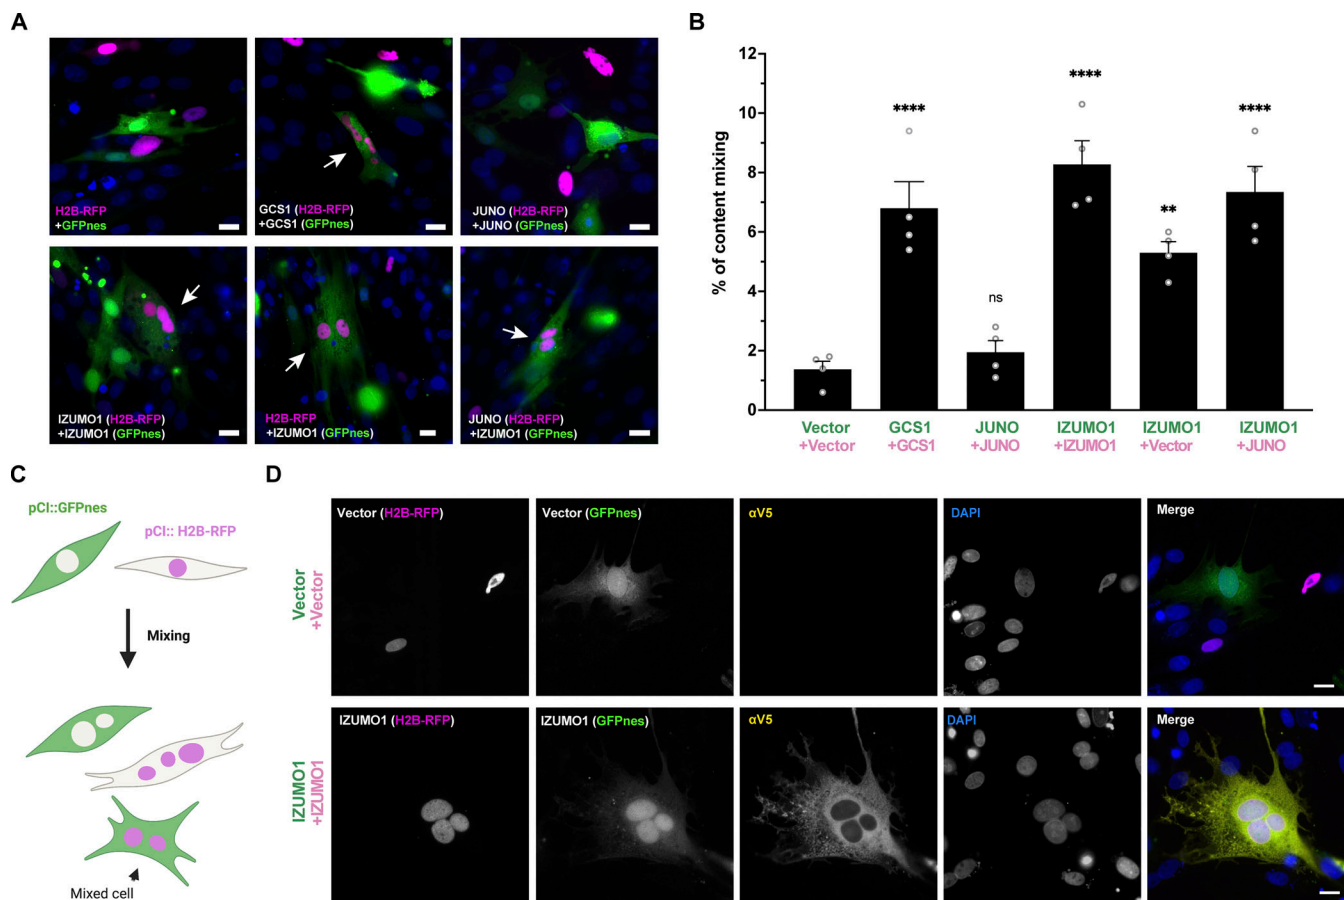 A
H2B-RFP
+GFPnes
GCS1 (H2B-RFP)
+GCS1 (GFPnes)
JUNO (H2B-RFP)
+JUNO (GFPnes)
IZUMO1 (H2B-RFP)
+IZUMO1 (GFPnes)
H2B-RFP
+IZUMO1 (GFPnes)
JUNO (H2B-RFP)
+IZUMO1 (GFPnes)
B
% of content mixing
12
10
8
6
4
2
0
****
ns
****
**
****
Vector
+Vector
GCS1
+GCS1
JUNO
+JUNO
IZUMO1
+IZUMO1
IZUMO1
+Vector
IZUMO1
+JUNO
C
pCI::GFPnes
pCI:: H2B-RFP
Mixing
Mixed cell
D
Vector
+Vector
Vector (H2B-RFP)
Vector (GFPnes)
αV5
DAPI
Merge
IZUMO1
+IZUMO1
IZUMO1 (H2B-RFP)
IZUMO1 (GFPnes)
αV5
DAPI
Merge